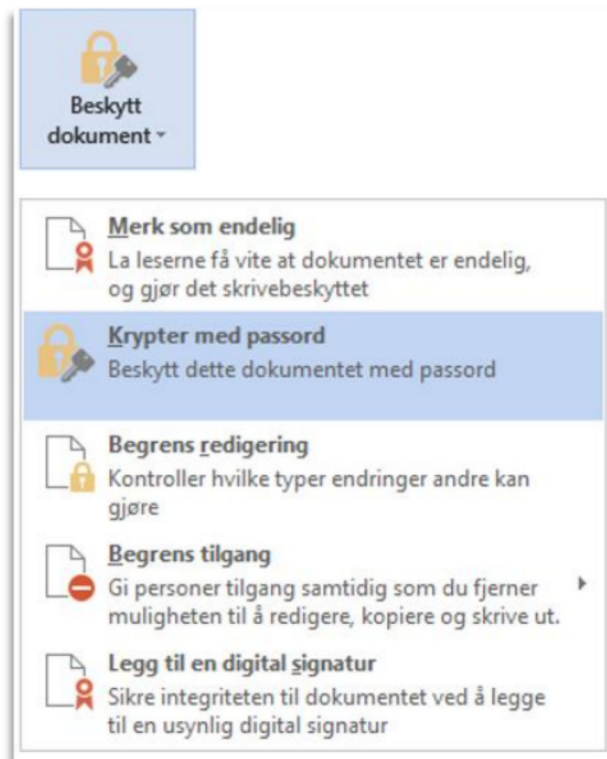 Beskytt
dokument
Merk som endelig
La leserne få vite at dokumentet er endelig,
og gjør det skrivebeskyttet
Krypter med passord
Beskytt dette dokumentet med passord
Begrens redigering
Kontroller hvilke typer endringer andre kan
gjøre
Begrens tilgang
Gi personer tilgang samtidig som du fjerner
muligheten til å redigere, kopiere og skrive ut.
Legg til en digital signatur
Sikre integriteten til dokumentet ved å legge
til en usynlig digital signatur